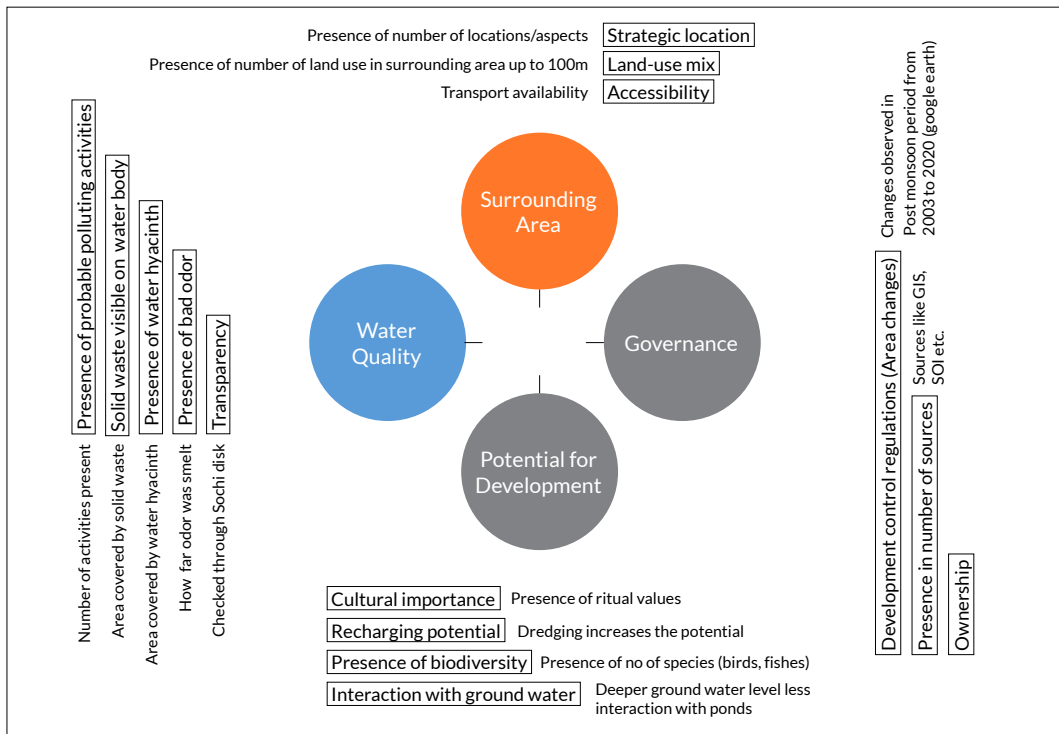 Presence of number of locations/aspects Strategic location
Presence of number of land use in surrounding area up to 100m Land-use mix
Transport availability Accessibility
Surrounding
Area
Water
Quality
Governance
Potential for
Development
Number of activities present Presence of probable polluting activities
Area covered by solid waste Solid waste visible on water body
Area covered by water hyacinth Presence of water hyacinth
How far odor was smelt Presence of bad odor
Checked through Sochi disk Transparency
Development control regulations (Area changes) Changes observed in
Post monsoon period from
2003 to 2020 (google earth)
Presence in number of sources Sources like GIS,
SOI etc.
Ownership
Cultural importance Presence of ritual values
Recharging potential Dredging increases the potential
Presence of biodiversity Presence of no of species (birds, fishes)
Interaction with ground water Deeper ground water level less
interaction with ponds